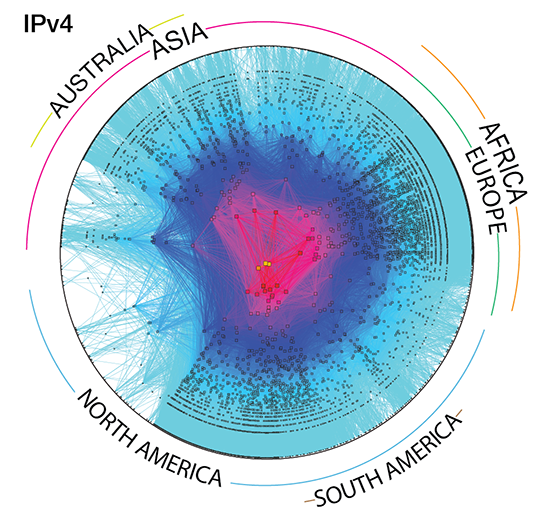 IPv4
AUSTRALIA
ASIA
AFRICA
EUROPE
NORTH AMERICA
SOUTH AMERICA